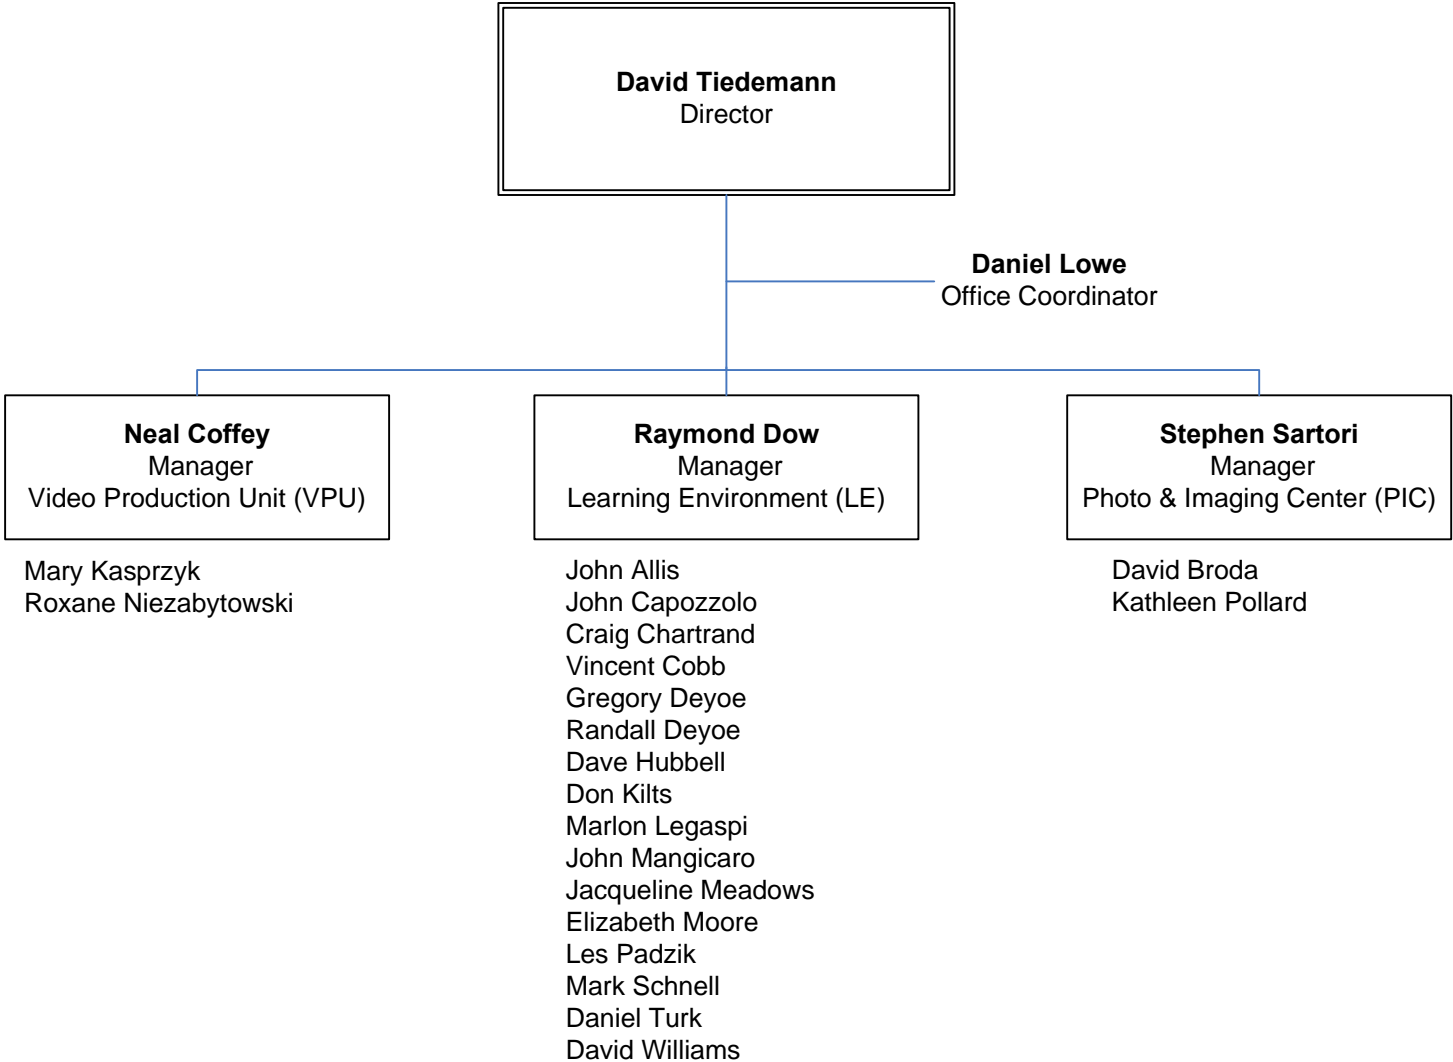 David Tiedemann
Director
Daniel Lowe
Office Coordinator
Neal Coffey
Manager
Video Production Unit (VPU)
Mary Kasprzyk
Roxane Niezabytowski
Raymond Dow
Manager
Learning Environment (LE)
John Allis
John Capozzolo
Craig Chartrand
Vincent Cobb
Gregory Deyoe
Randall Deyoe
Dave Hubbell
Don Kilts
Marlon Legaspi
John Mangicaro
Jacqueline Meadows
Elizabeth Moore
Les Padzik
Mark Schnell
Daniel Turk
David Williams
Stephen Sartori
Manager
Photo & Imaging Center (PIC)
David Broda
Kathleen Pollard